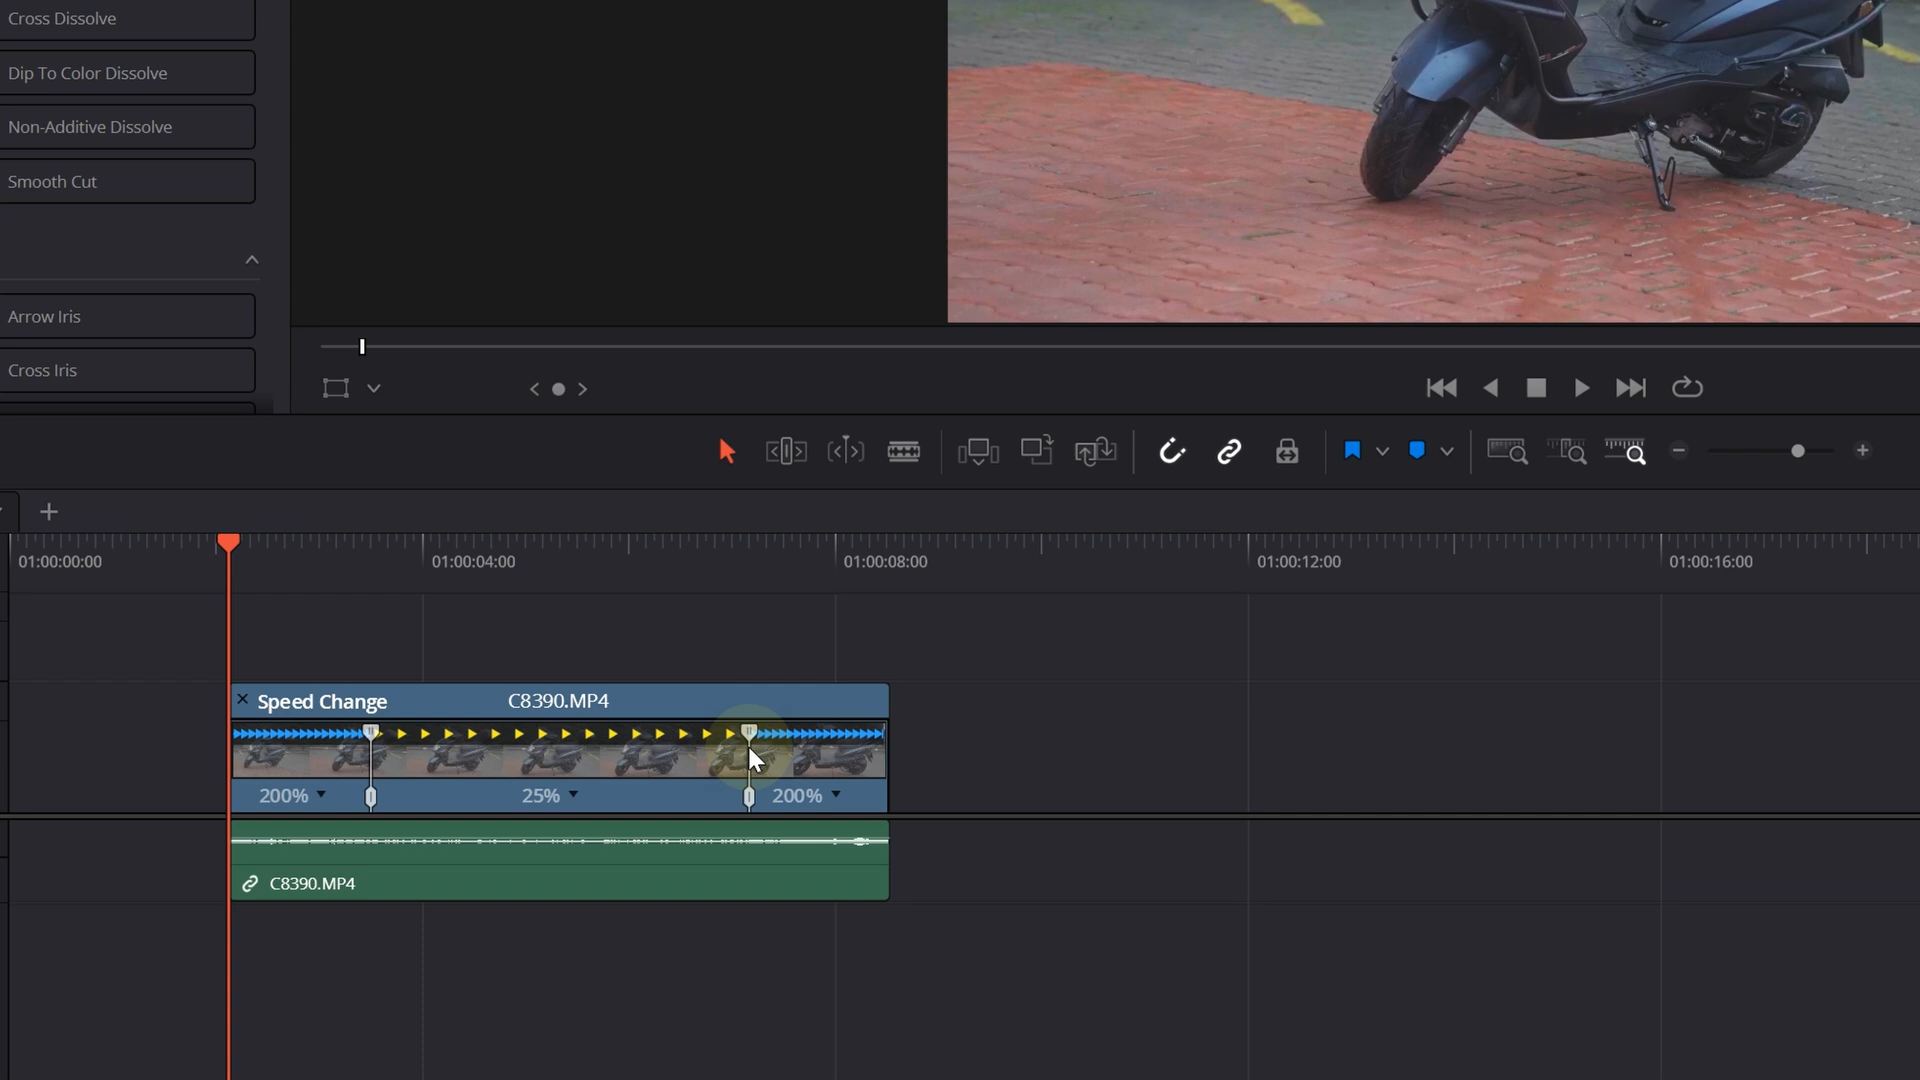 Cross Dissolve
Dip To Color Dissolve
Non-Additive Dissolve
Smooth Cut
Arrow Iris
Cross Iris
01:00:00:00 01:00:04:00 01:00:08:00 01:00:12:00 01:00:16:00
Speed Change C8390.MP4
200% 25% 200%
C8390.MP4